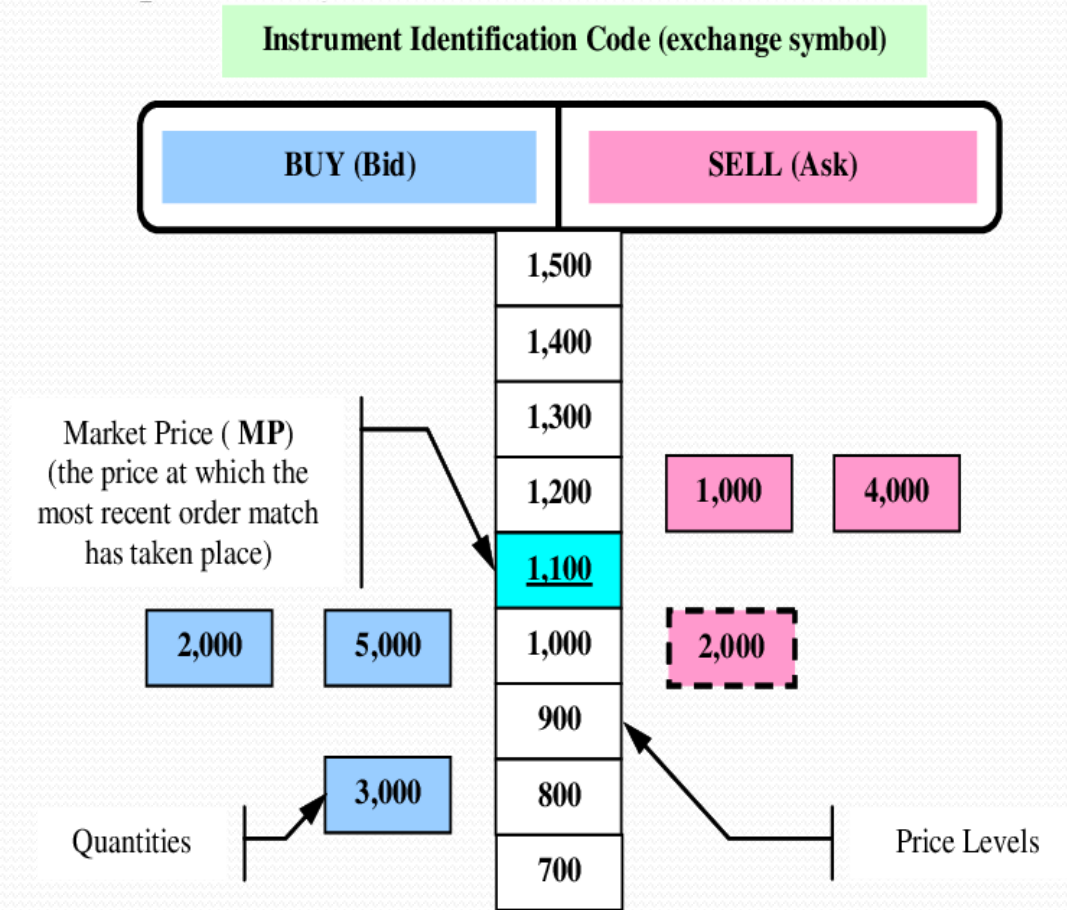 Instrument Identification Code (exchange symbol)
BUY (Bid)
SELL (Ask)
1,500
1,400
1,300
Market Price ( MP)
(the price at which the
most recent order match
has taken place)
1,200
1,000
4,000
1,100
2,000
5,000
1,000
2,000
900
3,000
800
Quantities
Price Levels
700